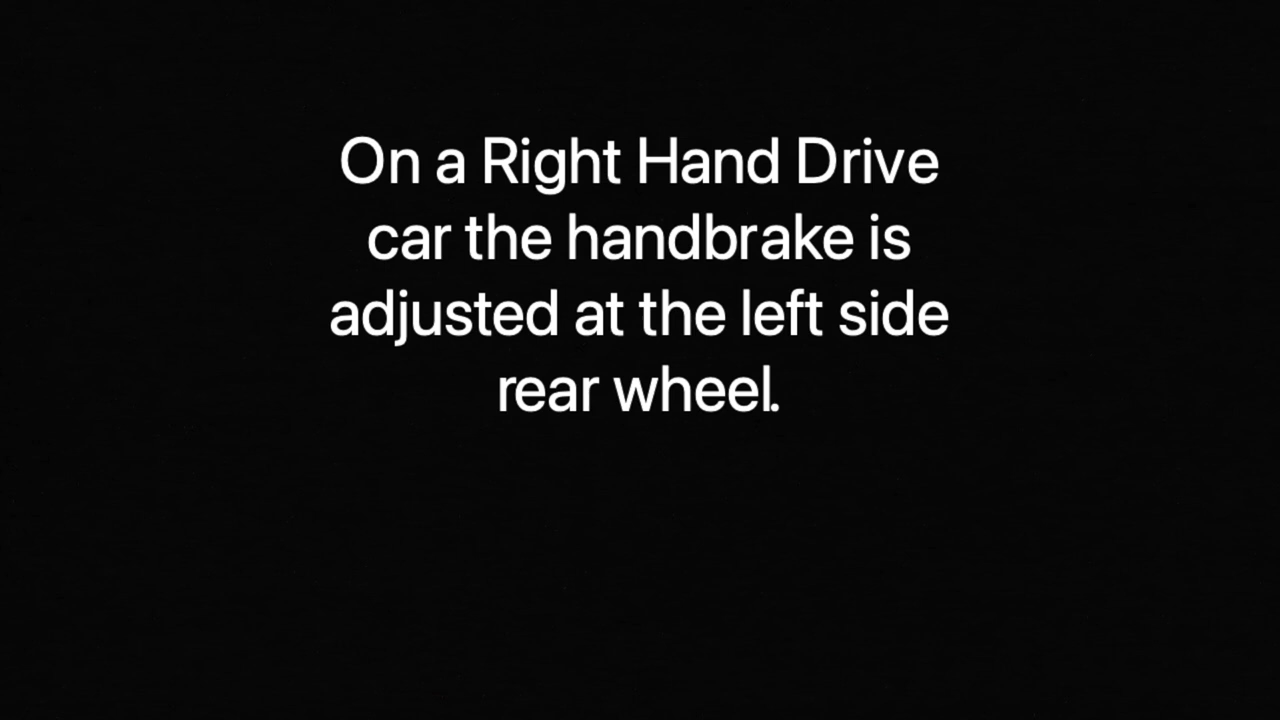 On a Right Hand Drive
car the handbrake is
adjusted at the left side
rear wheel.